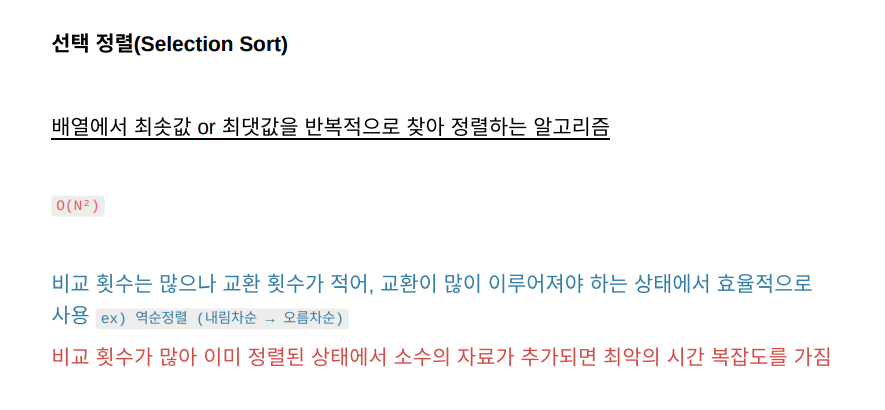 선택 정렬(Selection Sort)
배열에서 최솟값 or 최댓값을 반복적으로 찾아 정렬하는 알고리즘
O(N²)
비교 횟수는 많으나 교환 횟수가 적어, 교환이 많이 이루어져야 하는 상태에서 효율적으로
사용 ex) 역순정렬 (내림차순 → 오름차순)
비교 횟수가 많아 이미 정렬된 상태에서 소수의 자료가 추가되면 최악의 시간 복잡도를 가짐